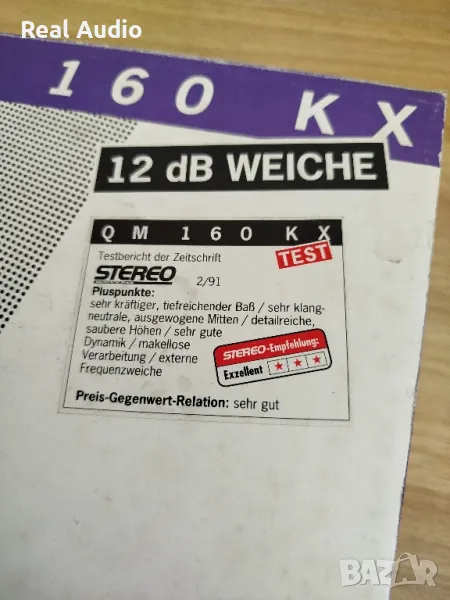 Real Audio
160 KX
12 dB WEICHE
QM 160 KX
TEST
Testbericht der Zeitschrift
STEREO 2/91
Pluspunkte:
sehr kräftiger, tiefreichender Baß / sehr klang-
neutrale, ausgewogene Mitten / detailreiche,
saubere Höhen / sehr gute
Dynamik / makellose
Verarbeitung / externe
Frequenzweiche
STEREO-Empfehlung:
Exzellent
Preis-Gegenwert-Relation: sehr gut
BAZAR